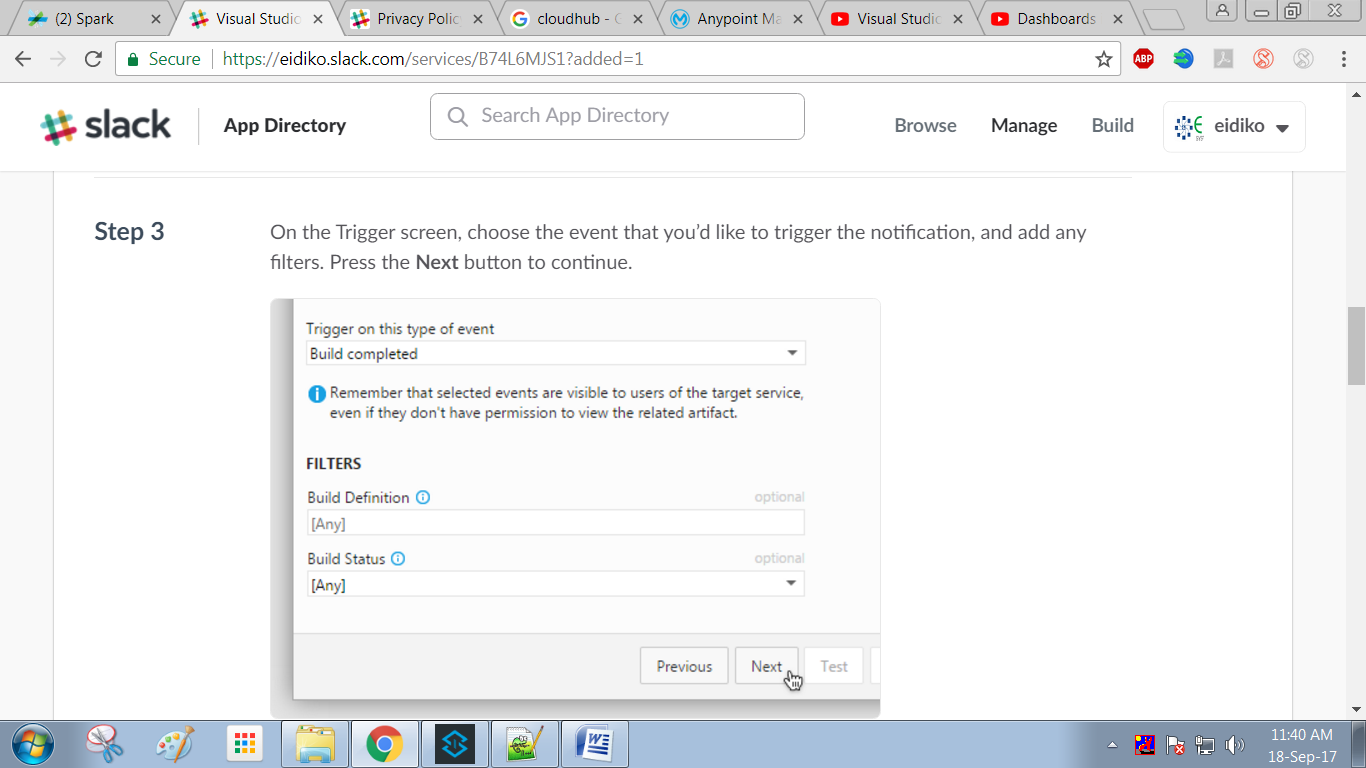 (2) Spark
Visual Studio
Privacy Polic
cloudhub - G
Anypoint Ma
Visual Studio
Dashboards
Secure
https://eidiko.slack.com/services/B74L6MJS1?added=1
ABP
slack
App Directory
Search App Directory
Browse
Manage
Build
eidiko
Step 3
On the Trigger screen, choose the event that you’d like to trigger the notification, and add any
filters. Press the Next button to continue.
Trigger on this type of event
Build completed
Remember that selected events are visible to users of the target service,
even if they don't have permission to view the related artifact.
FILTERS
Build Definition
optional
[Any]
Build Status
optional
[Any]
Previous
Next
Test
11:40 AM
18-Sep-17